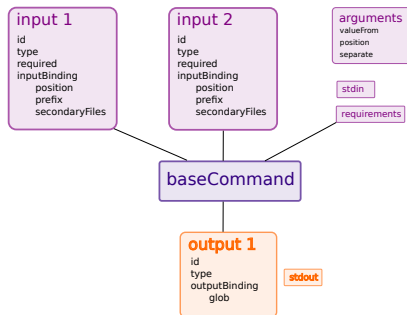 input 1
id
type
required
inputBinding
position
prefix
secondaryFiles
input 2
id
type
required
inputBinding
position
prefix
secondaryFiles
arguments
valueFrom
position
separate
stdin
requirements
baseCommand
output 1
id
type
outputBinding
glob
stdout